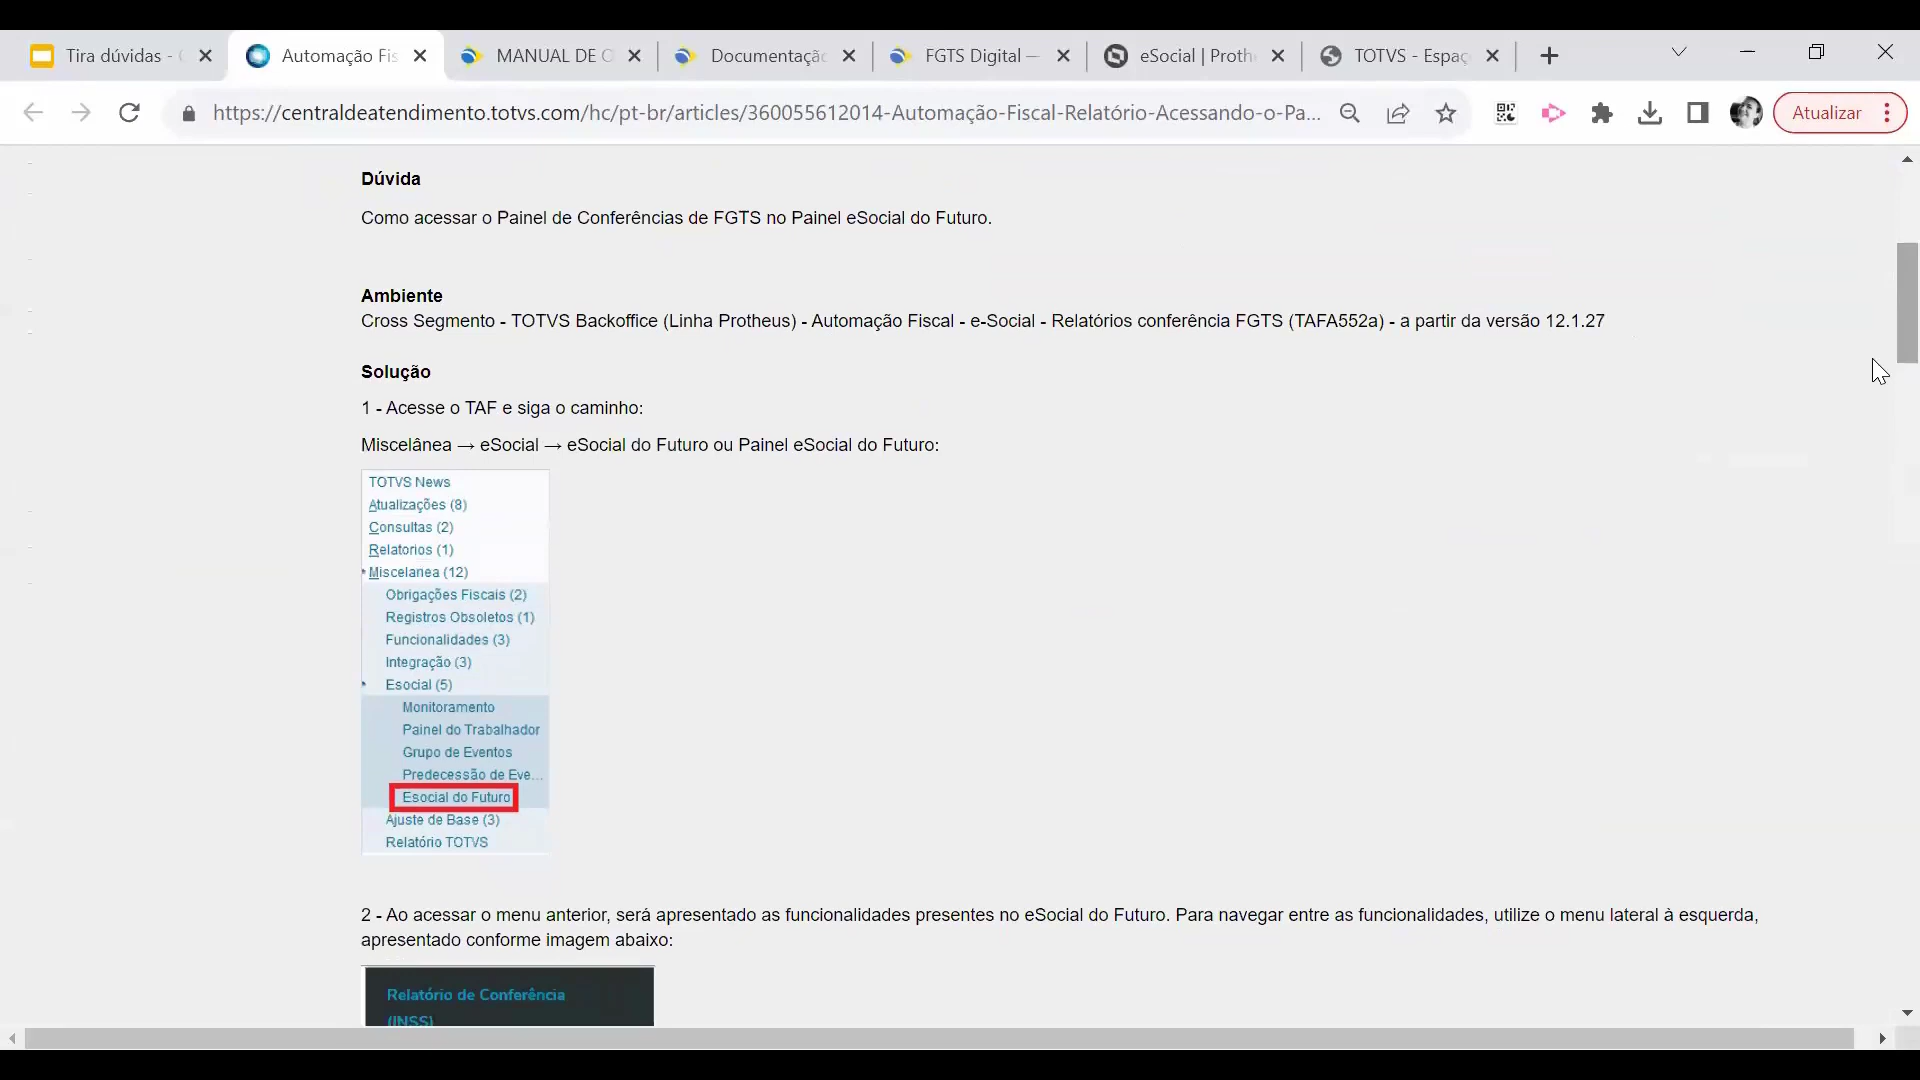 Tira dúvidas -
Automação Fis
MANUAL DE O
Documentaçã
FGTS Digital —
eSocial | Proth
TOTVS - Espaç
https://centraldeatendimento.totvs.com/hc/pt-br/articles/360055612014-Automação-Fiscal-Relatório-Acessando-o-Pa...
Atualizar
Dúvida
Como acessar o Painel de Conferências de FGTS no Painel eSocial do Futuro.
Ambiente
Cross Segmento - TOTVS Backoffice (Linha Protheus) - Automação Fiscal - e-Social - Relatórios conferência FGTS (TAFA552a) - a partir da versão 12.1.27
Solução
1 - Acesse o TAF e siga o caminho:
Miscelânea → eSocial → eSocial do Futuro ou Painel eSocial do Futuro:
TOTVS News
Atualizações (8)
Consultas (2)
Relatorios (1)
Miscelanea (12)
Obrigações Fiscais (2)
Registros Obsoletos (1)
Funcionalidades (3)
Integração (3)
Esocial (5)
Monitoramento
Painel do Trabalhador
Grupo de Eventos
Predecessão de Eve...
Esocial do Futuro
Ajuste de Base (3)
Relatório TOTVS
2 - Ao acessar o menu anterior, será apresentado as funcionalidades presentes no eSocial do Futuro. Para navegar entre as funcionalidades, utilize o menu lateral à esquerda,
apresentado conforme imagem abaixo:
Relatório de Conferência
(INSS)